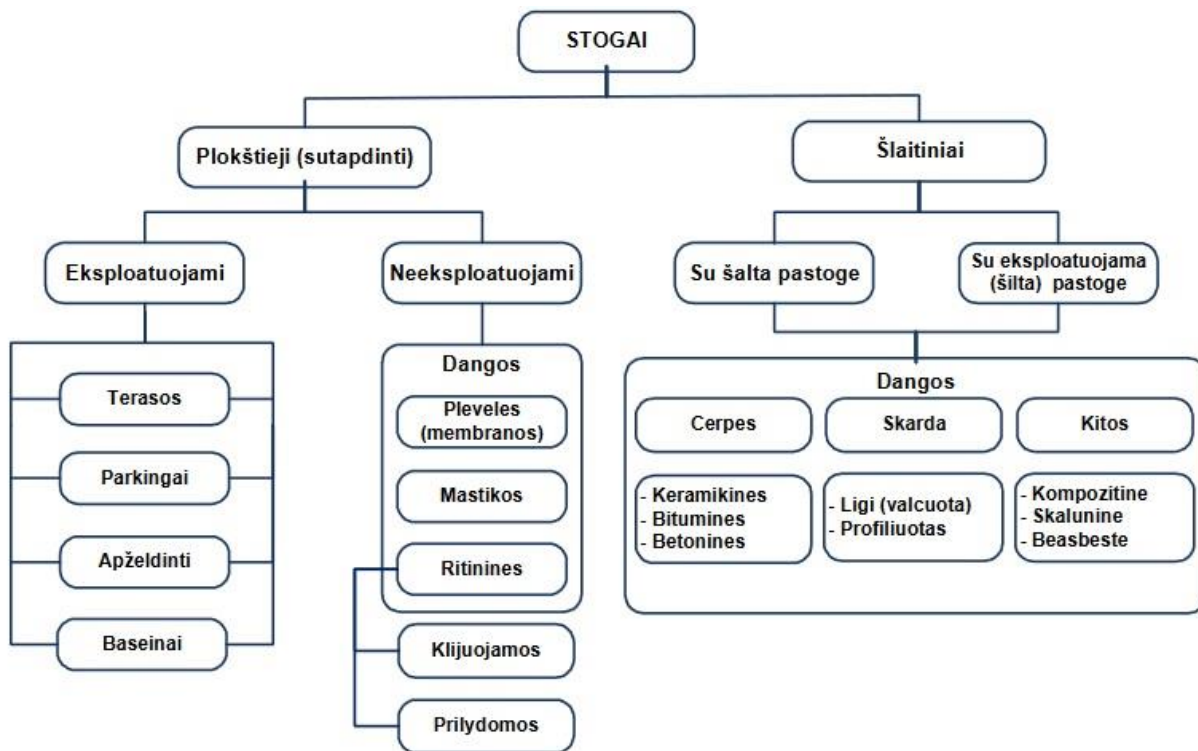 STOGAI
Plokštieji (sutapdinti)
Šlaitiniai
Eksploatuojami
Neeksploatuojami
Su šalta pastoge
Su eksploatuojama
(šilta) pastoge
Terasos
Parkingai
Apželdinti
Baseinai
Dangos
Pleveles
(membranos)
Mastikos
Ritinines
Klijuojamos
Prilydomos
Dangos
Cerpes
Skarda
Kitos
- Keramikines
- Bitumines
- Betonines
- Ligi (valcuota)
- Profiliuotas
- Kompozitine
- Skalunine
- Beasbeste